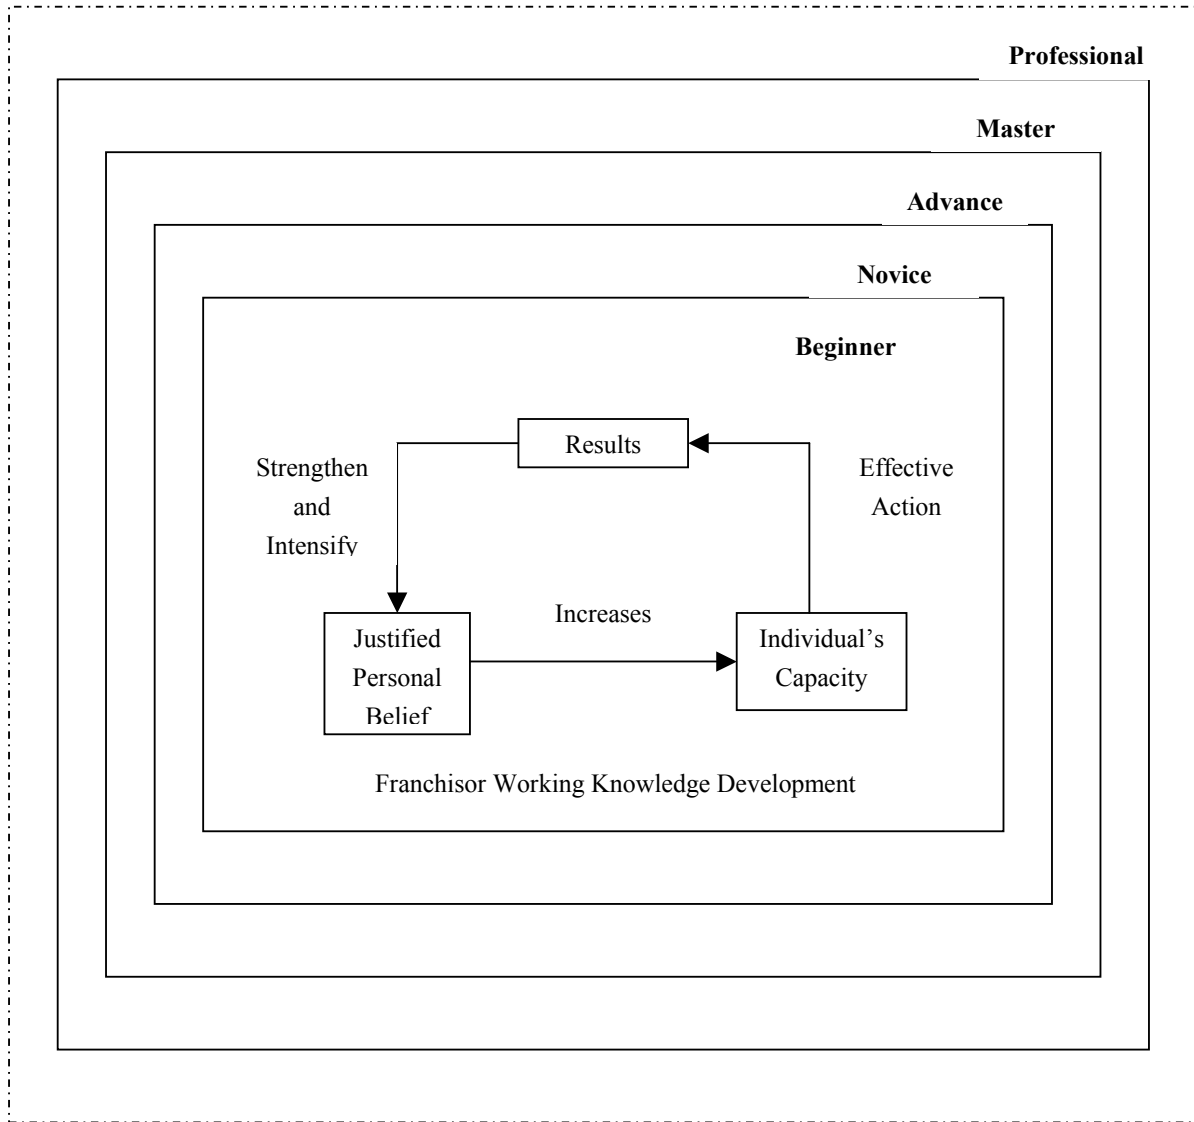 Professional
Master
Advance
Novice
Beginner
Results
Strengthen
and
Intensify
Effective
Action
Increases
Justified
Personal
Belief
Individual’s
Capacity
Franchisor Working Knowledge Development